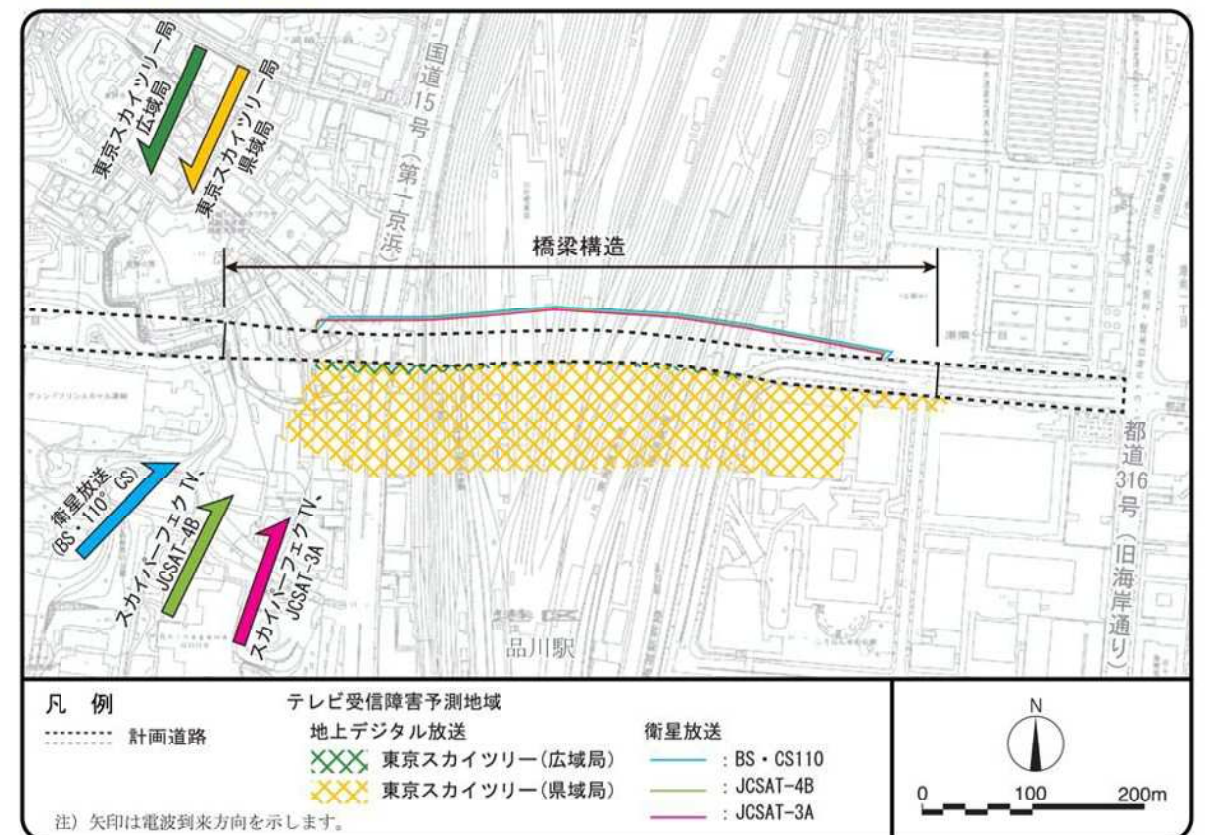 東京スカイツリー局
広域局
東京スカイツリー局
県域局
国道15号（第一京浜）
橋梁構造
衛星放送
(BS・110° CS)
スカイパーフェクTV、
JCSAT-4B
スカイパーフェクTV、
JCSAT-3A
品川駅
都道316号（旧海岸通り）
凡 例
計画道路
テレビ受信障害予測地域
地上デジタル放送
東京スカイツリー(広域局)
東京スカイツリー(県域局)
衛星放送
: BS・CS110
: JCSAT-4B
: JCSAT-3A
注）矢印は電波到来方向を示します。
N
0 100 200m